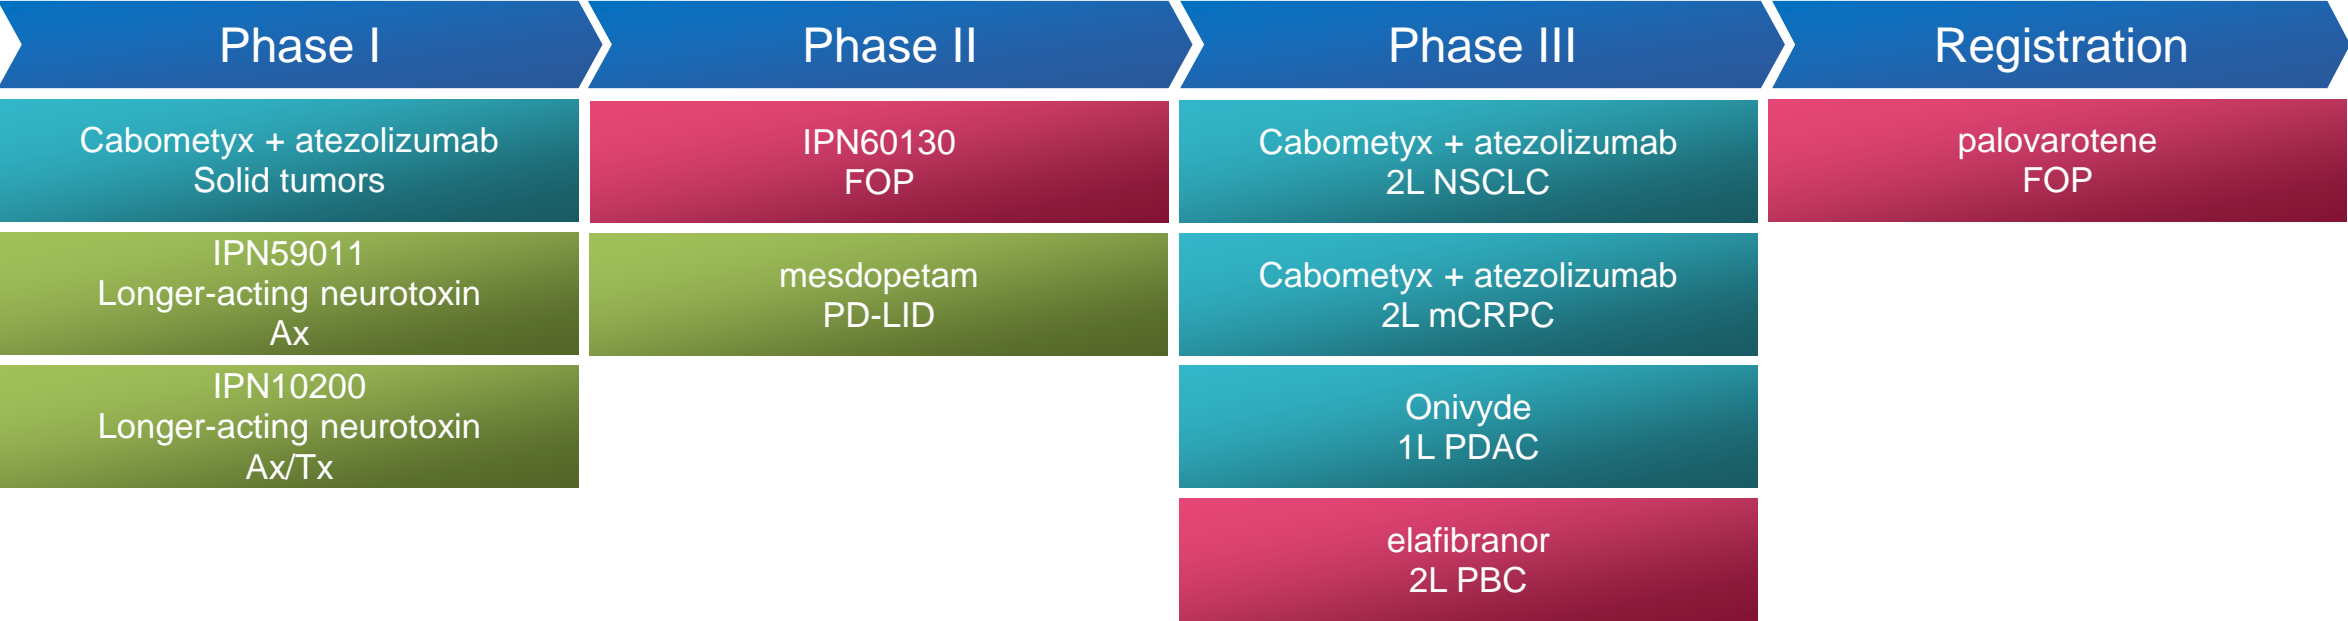 Phase I
Phase II
Phase III
Registration
Cabometyx + atezolizumab
Solid tumors
IPN59011
Longer-acting neurotoxin
Ax
IPN10200
Longer-acting neurotoxin
Ax/Tx
IPN60130
FOP
mesdopetam
PD-LID
Cabometyx + atezolizumab
2L NSCLC
Cabometyx + atezolizumab
2L mCRPC
Onivyde
1L PDAC
elafibranor
2L PBC
palovarotene
FOP